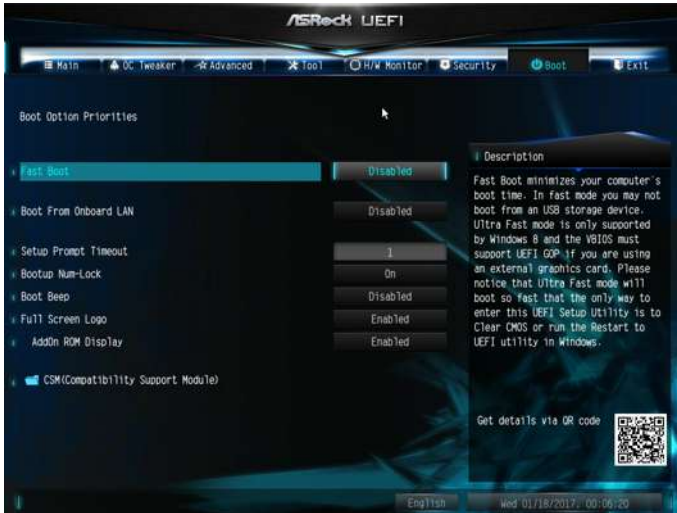 ASRock UEFI
Main OC Tweaker Advanced Tool H/W Monitor Security Boot Exit
Boot Option Priorities
Fast Boot Disabled
Boot From Onboard LAN Disabled
Setup Prompt Timeout 1
Bootup Num-Lock On
Boot Beep Disabled
Full Screen Logo Enabled
AddOn ROM Display Enabled
CSM(Compatibility Support Module)
Description
Fast Boot minimizes your computer's
boot time. In fast mode you may not
boot from an USB storage device.
Ultra Fast mode is only supported
by Windows 8 and the VBIOS must
support UEFI GOP if you are using
an external graphics card. Please
notice that Ultra Fast mode will
boot so fast that the only way to
enter this UEFI Setup Utility is to
Clear CMOS or run the Restart to
UEFI utility in Windows.
Get details via QR code
English Wed 01/18/2017, 00:06:20